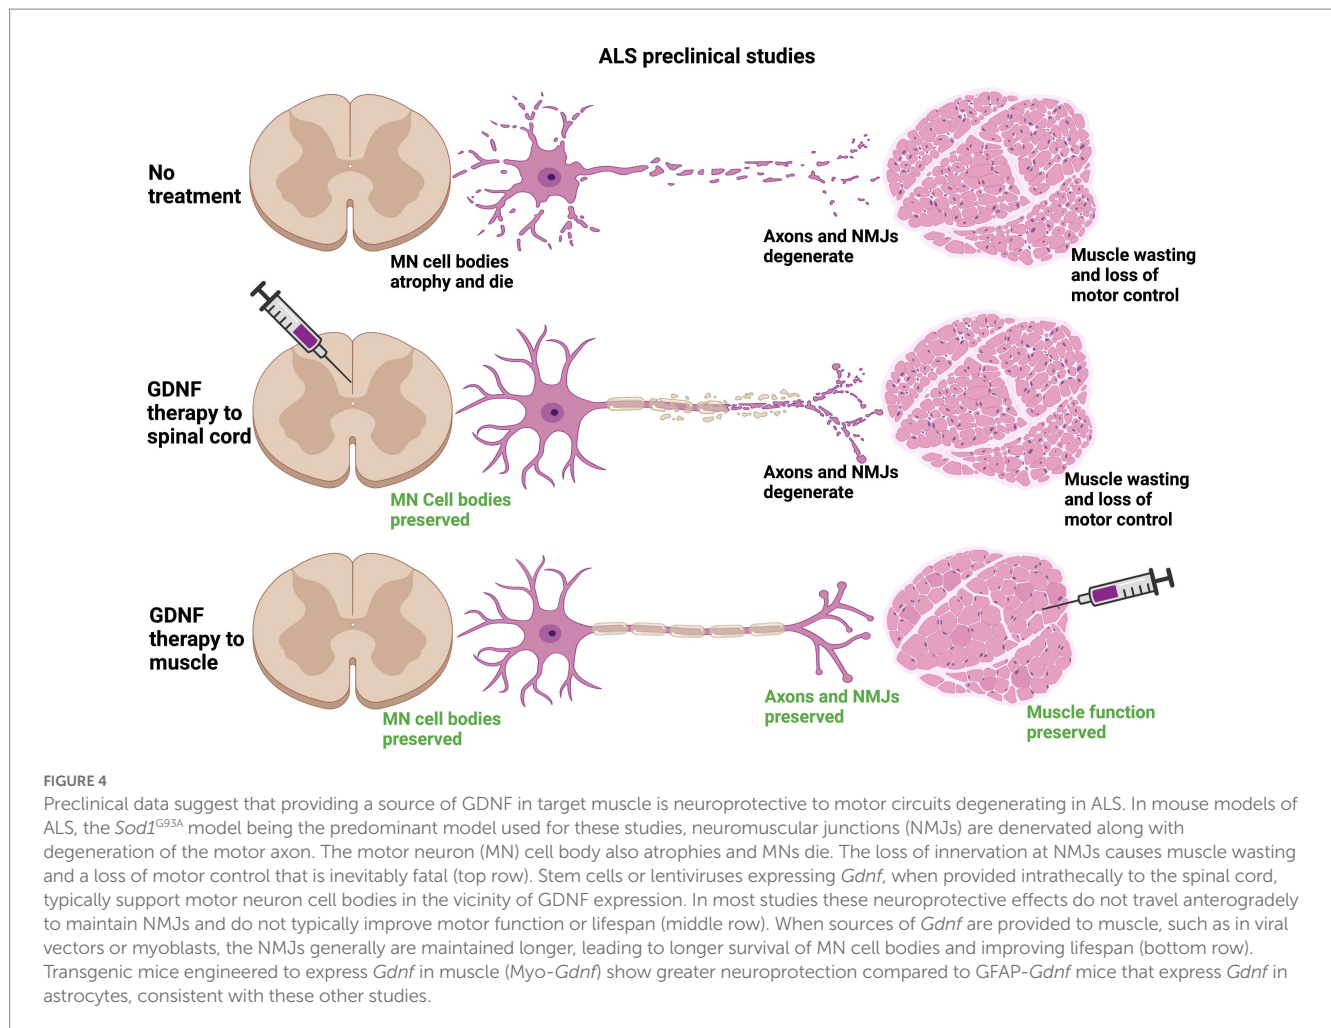 ALS preclinical studies
No
treatment
MN cell bodies
atrophy and die
Axons and NMJs
degenerate
Muscle wasting
and loss of
motor control
GDNF
therapy to
spinal cord
MN Cell bodies
preserved
Axons and NMJs
degenerate
Muscle wasting
and loss of
motor control
GDNF
therapy to
muscle
MN cell bodies
preserved
Axons and NMJs
preserved
Muscle function
preserved
FIGURE 4
Preclinical data suggest that providing a source of GDNF in target muscle is neuroprotective to motor circuits degenerating in ALS. In mouse models of
ALS, the Sod1G93A model being the predominant model used for these studies, neuromuscular junctions (NMJs) are denervated along with
degeneration of the motor axon. The motor neuron (MN) cell body also atrophies and MNs die. The loss of innervation at NMJs causes muscle wasting
and a loss of motor control that is inevitably fatal (top row). Stem cells or lentiviruses expressing Gdnf, when provided intrathecally to the spinal cord,
typically support motor neuron cell bodies in the vicinity of GDNF expression. In most studies these neuroprotective effects do not travel anterogradely
to maintain NMJs and do not typically improve motor function or lifespan (middle row). When sources of Gdnf are provided to muscle, such as in viral
vectors or myoblasts, the NMJs generally are maintained longer, leading to longer survival of MN cell bodies and improving lifespan (bottom row).
Transgenic mice engineered to express Gdnf in muscle (Myo-Gdnf) show greater neuroprotection compared to GFAP-Gdnf mice that express Gdnf in
astrocytes, consistent with these other studies.